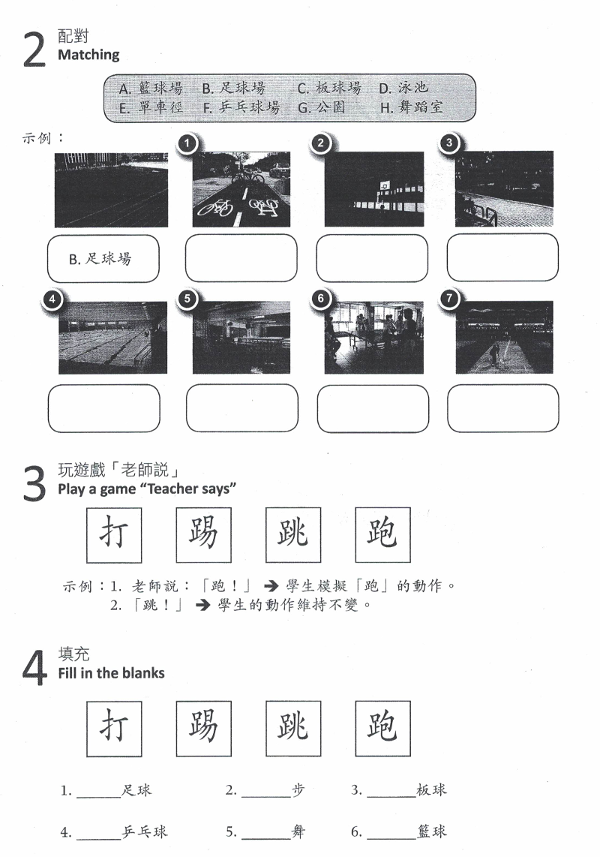 2 配對
Matching
A. 籃球場 B. 足球場 C. 板球場 D. 泳池
E. 單車徑 F. 乒乓球場 G. 公園 H. 舞蹈室
示例：
1 2 3
B. 足球場
4 5 6 7
3 玩遊戲「老師説」
Play a game “Teacher says”
打 踢 跳 跑
示例：1. 老師説：「跑！」 ➔ 學生模擬「跑」的動作。
2. 「跳！」 ➔ 學生的動作維持不變。
4 填充
Fill in the blanks
打 踢 跳 跑
1. ______足球 2. ______步 3. ______板球
4. ______乒乓球 5. ______舞 6. ______籃球